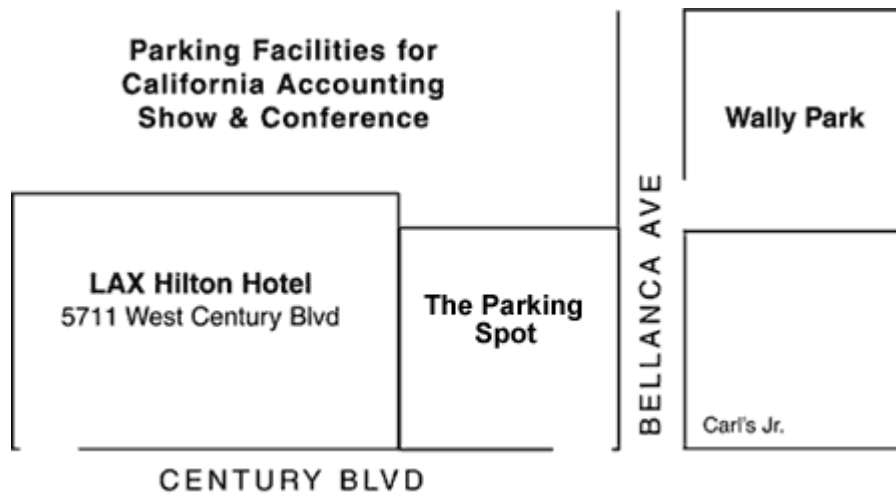 Parking Facilities for
California Accounting
Show & Conference
Wally Park
BELLANCA AVE
LAX Hilton Hotel
5711 West Century Blvd
The Parking
Spot
Carl's Jr.
CENTURY BLVD